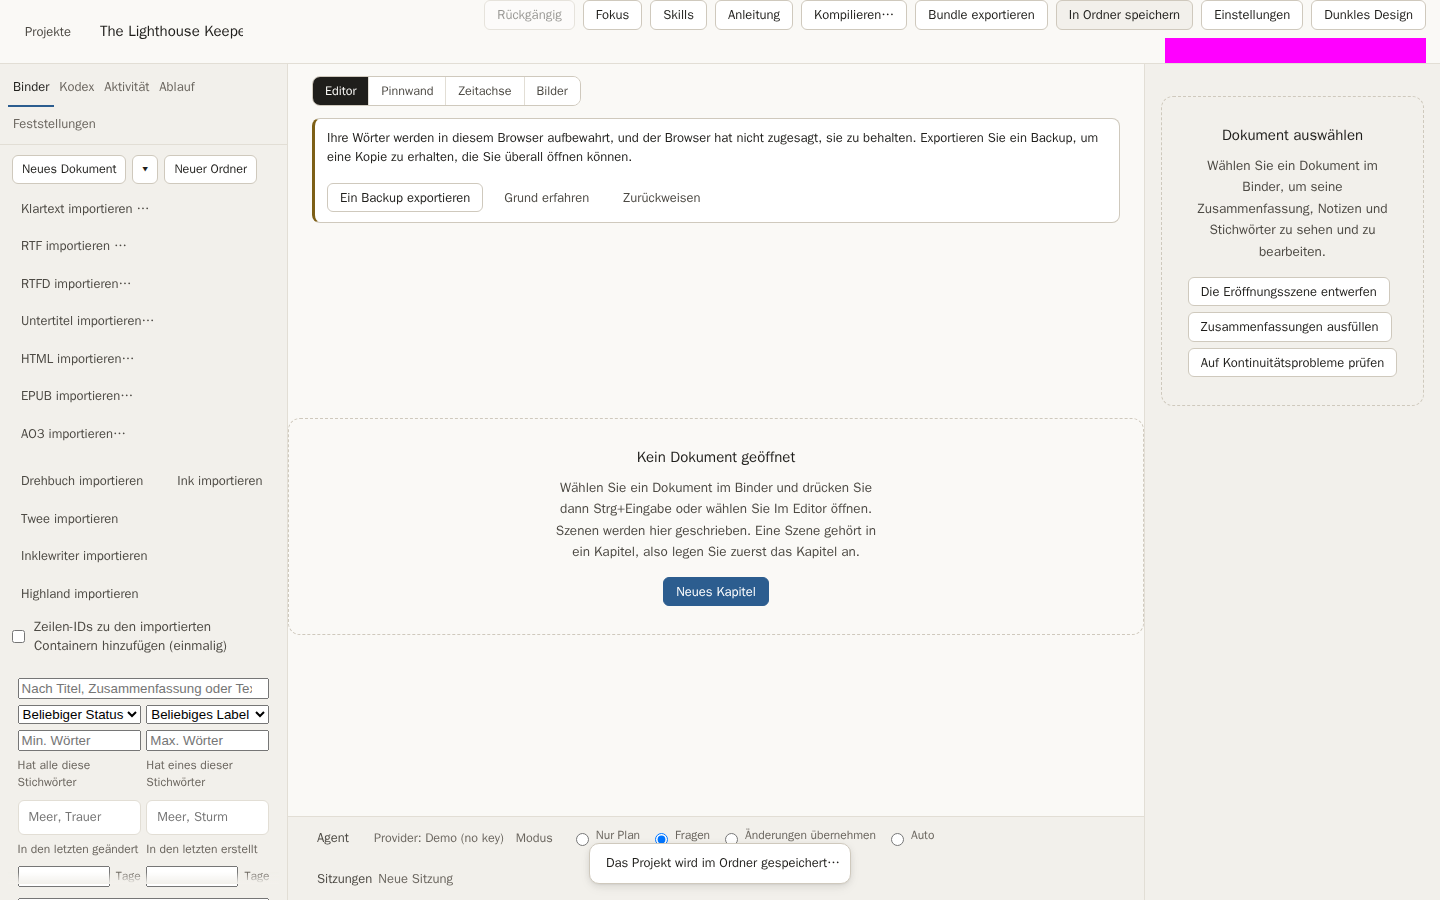 Projekte
The Lighthouse Keepe
Rückgängig
Fokus
Skills
Anleitung
Kompilieren⋯
Bundle exportieren
In Ordner speichern
Einstellungen
Dunkles Design
Binder Kodex Aktivität Ablauf
Feststellungen
Neues Dokument
▾
Neuer Ordner
Klartext importieren ⋯
RTF importieren ⋯
RTFD importieren⋯
Untertitel importieren⋯
HTML importieren⋯
EPUB importieren⋯
AO3 importieren⋯
Drehbuch importieren
Ink importieren
Twee importieren
Inklewriter importieren
Highland importieren
Zeilen-IDs zu den importierten
Containern hinzufügen (einmalig)
Nach Titel, Zusammenfassung oder Te
Beliebiger Status
Beliebiges Label
Min. Wörter
Max. Wörter
Hat alle diese
Stichwörter
Hat eines dieser
Stichwörter
Meer, Trauer
Meer, Sturm
In den letzten geändert
In den letzten erstellt
Tage
Tage
Editor
Pinnwand
Zeitachse
Bilder
Ihre Wörter werden in diesem Browser aufbewahrt, und der Browser hat nicht zugesagt, sie zu behalten. Exportieren Sie ein Backup, um
eine Kopie zu erhalten, die Sie überall öffnen können.
Ein Backup exportieren
Grund erfahren
Zurückweisen
Kein Dokument geöffnet
Wählen Sie ein Dokument im Binder und drücken Sie
dann Strg+Eingabe oder wählen Sie Im Editor öffnen.
Szenen werden hier geschrieben. Eine Szene gehört in
ein Kapitel, also legen Sie zuerst das Kapitel an.
Neues Kapitel
Agent
Provider: Demo (no key)
Modus
Nur Plan
Fragen
Änderungen übernehmen
Auto
Das Projekt wird im Ordner gespeichert⋯
Sitzungen
Neue Sitzung
Dokument auswählen
Wählen Sie ein Dokument im
Binder, um seine
Zusammenfassung, Notizen und
Stichwörter zu sehen und zu
bearbeiten.
Die Eröffnungsszene entwerfen
Zusammenfassungen ausfüllen
Auf Kontinuitätsprobleme prüfen